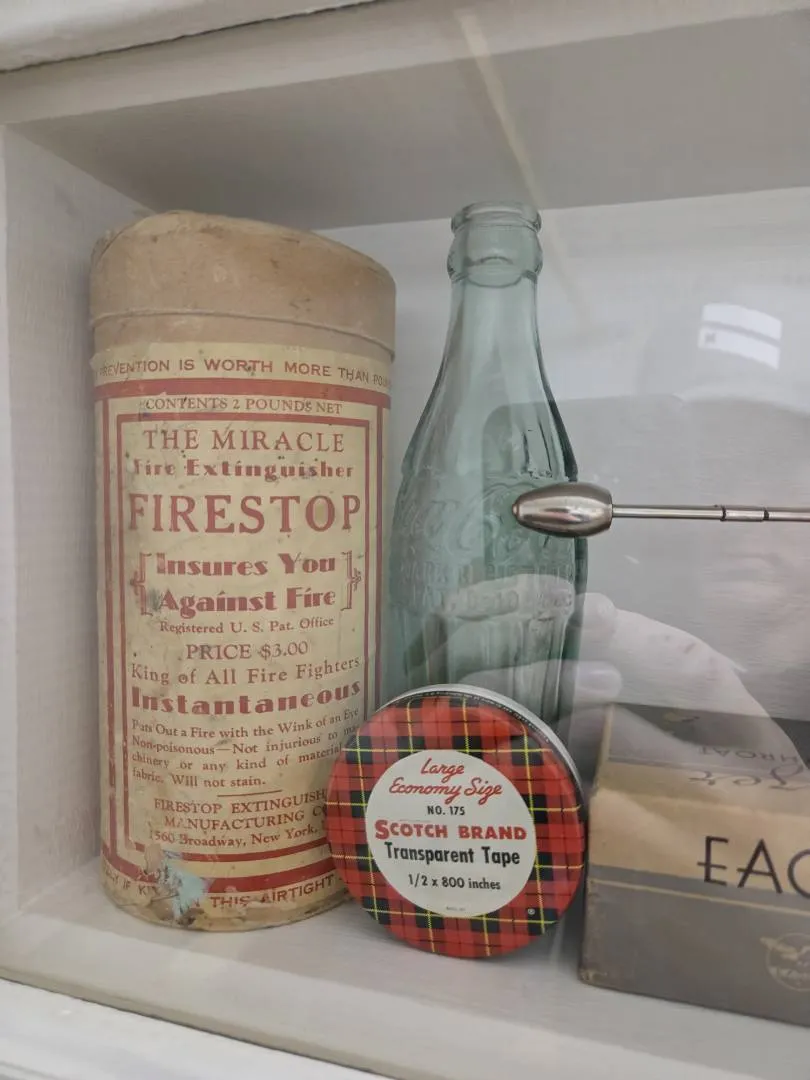 PREVENTION IS WORTH MORE THAN
CONTENTS 2 POUNDS NET
THE MIRACLE
Fire Extinguisher
FIRESTOP
Insures You
Against Fire
Registered U. S. Pat. Office
PRICE $3.00
King of All Fire Fighters
Instantaneous
Puts Out a Fire with the Wink of an Eye
Non-poisonous—Not injurious to ma-
chinery or any kind of material
fabric. Will not stain.
FIRESTOP EXTINGUISH
MANUFACTURING C
1560 Broadway, New York,
IF THIS AIRTIGHT
Large
Economy Size
NO. 175
SCOTCH BRAND
Transparent Tape
1/2 x 800 inches
®
THROAT
EAG